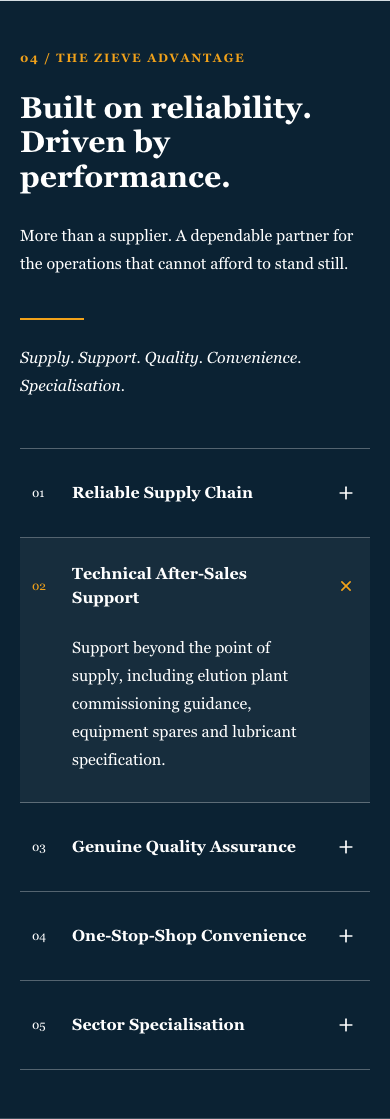 04 / THE ZIEVE ADVANTAGE
Built on reliability.
Driven by
performance.
More than a supplier. A dependable partner for
the operations that cannot afford to stand still.
Supply. Support. Quality. Convenience.
Specialisation.
01 Reliable Supply Chain +
02 Technical After-Sales
Support ×
Support beyond the point of
supply, including elution plant
commissioning guidance,
equipment spares and lubricant
specification.
03 Genuine Quality Assurance +
04 One-Stop-Shop Convenience +
05 Sector Specialisation +